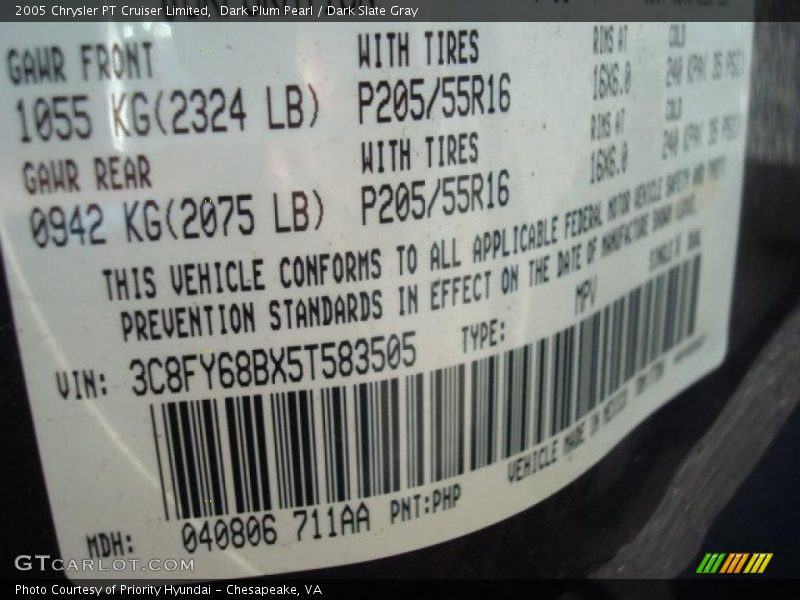 2005 Chrysler PT Cruiser Limited, Dark Plum Pearl / Dark Slate Gray
GAWR FRONT WITH TIRES RIMS AT COLD
1055 KG(2324 LB) P205/55R16 16X6.0 240 KPA( 35 PSI)
GAWR REAR WITH TIRES RIMS AT COLD
0942 KG(2075 LB) P205/55R16 16X6.0 240 KPA( 35 PSI)
THIS VEHICLE CONFORMS TO ALL APPLICABLE FEDERAL MOTOR VEHICLE SAFETY AND THEFT
PREVENTION STANDARDS IN EFFECT ON THE DATE OF MANUFACTURE SHOWN ABOVE.
VIN: 3C8FY68BX5T583505 TYPE: MPV SINGLE X DUAL
VEHICLE MADE IN MEXICO
MDH: 040806 711AA PNT:PHP
GTCARLOT.COM
Photo Courtesy of Priority Hyundai – Chesapeake, VA